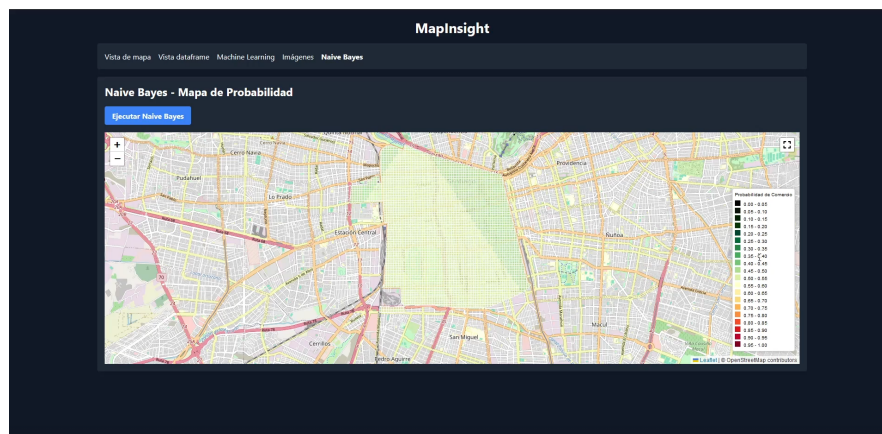 MapInsight
Vista de mapa Vista dataframe Machine Learning Imágenes Naive Bayes
Naive Bayes - Mapa de Probabilidad
Ejecutar Naive Bayes
+
−
Cerro Navia
Providencia
Pudahuel
Lo Prado
Estación Central
Ñuñoa
Macul
San Miguel
Cerrillos
Pedro Aguirre
Probabilidad de Comercio
0.00 - 0.05
0.05 - 0.10
0.10 - 0.15
0.15 - 0.20
0.20 - 0.25
0.25 - 0.30
0.30 - 0.35
0.35 - 0.40
0.40 - 0.45
0.45 - 0.50
0.50 - 0.55
0.55 - 0.60
0.60 - 0.65
0.65 - 0.70
0.70 - 0.75
0.75 - 0.80
0.80 - 0.85
0.85 - 0.90
0.90 - 0.95
0.95 - 1.00
Leaflet | © OpenStreetMap contributors